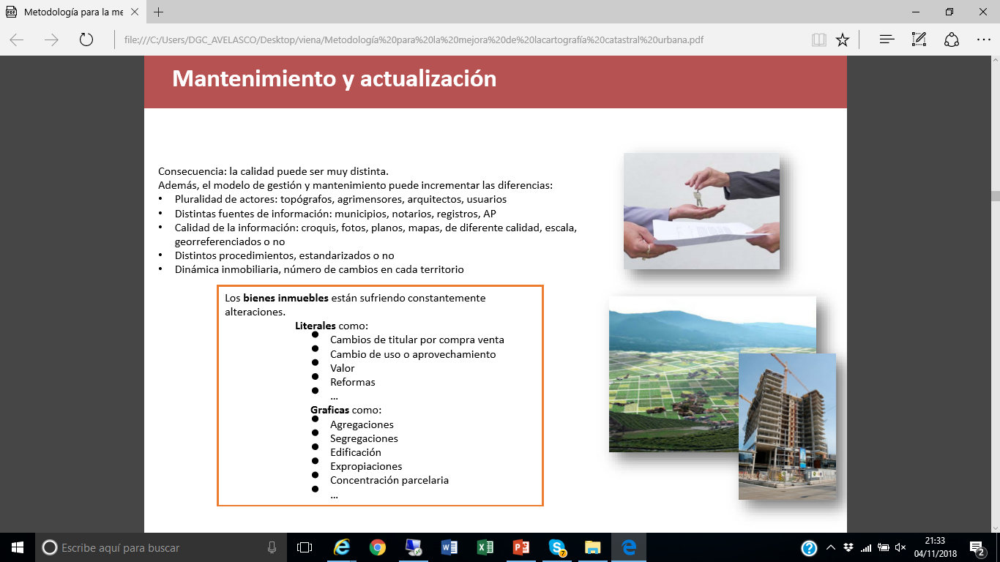 Metodología para la me
file:///C:/Users/DGC_AVELASCO/Desktop/viena/Metodología%20para%20la%20mejora%20de%20lacartografía%20catastral%20urbana.pdf
Mantenimiento y actualización
Consecuencia: la calidad puede ser muy distinta.
Además, el modelo de gestión y mantenimiento puede incrementar las diferencias:
• Pluralidad de actores: topógrafos, agrimensores, arquitectos, usuarios
• Distintas fuentes de información: municipios, notarios, registros, AP
• Calidad de la información: croquis, fotos, planos, mapas, de diferente calidad, escala,
georreferenciados o no
• Distintos procedimientos, estandarizados o no
• Dinámica inmobiliaria, número de cambios en cada territorio
Los bienes inmuebles están sufriendo constantemente
alteraciones.
Literales como:
● Cambios de titular por compra venta
● Cambio de uso o aprovechamiento
● Valor
● Reformas
● ...
Graficas como:
● Agregaciones
● Segregaciones
● Edificación
● Expropiaciones
● Concentración parcelaria
● ...
Escribe aquí para buscar
7
21:33
04/11/2018
2